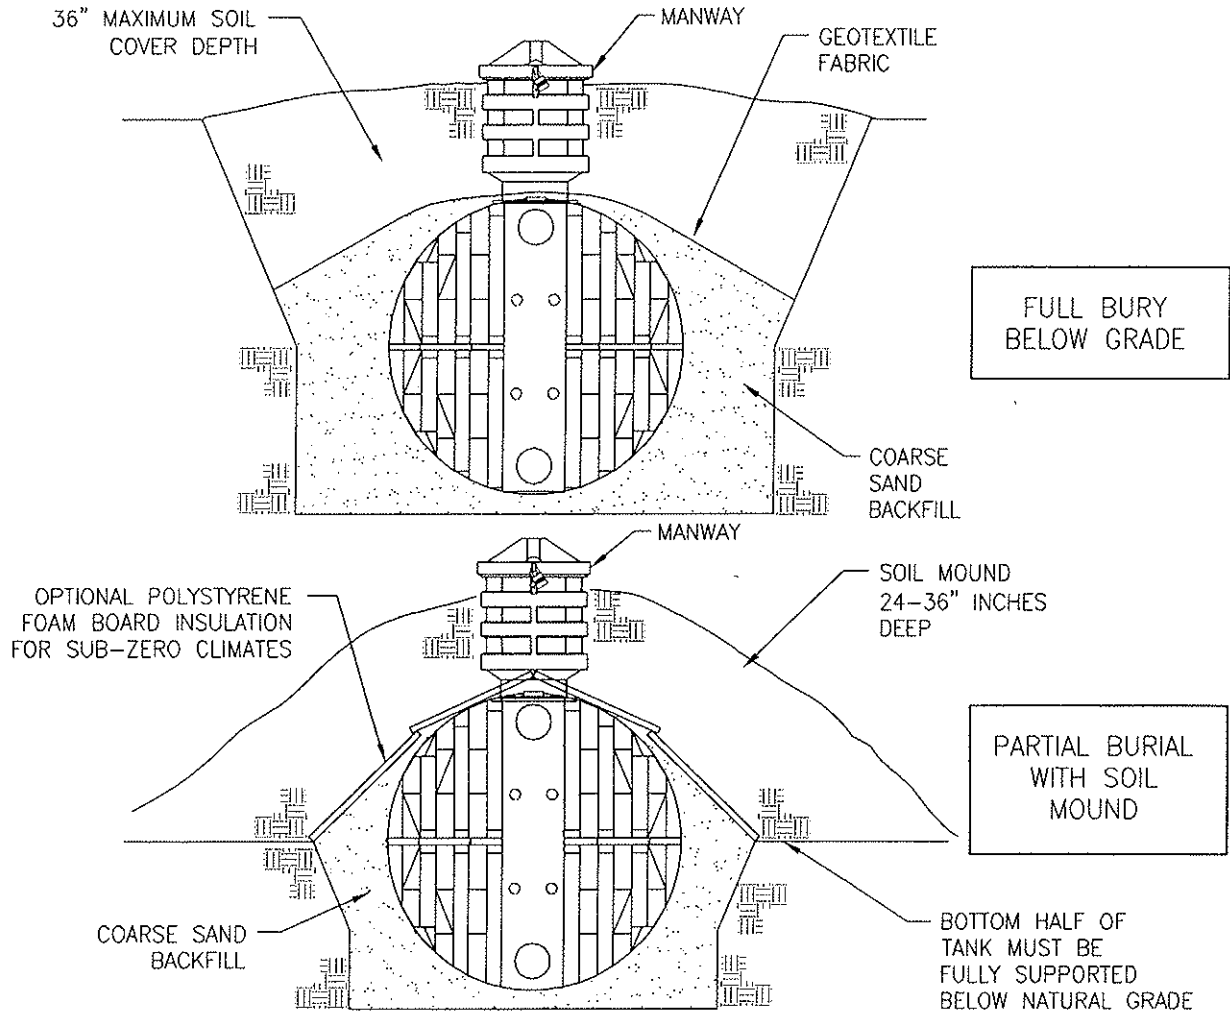 36" MAXIMUM SOIL
COVER DEPTH
MANWAY
GEOTEXTILE
FABRIC
FULL BURY
BELOW GRADE
COARSE
SAND
BACKFILL
MANWAY
OPTIONAL POLYSTYRENE
FOAM BOARD INSULATION
FOR SUB-ZERO CLIMATES
SOIL MOUND
24-36" INCHES
DEEP
PARTIAL BURIAL
WITH SOIL
MOUND
COARSE SAND
BACKFILL
BOTTOM HALF OF
TANK MUST BE
FULLY SUPPORTED
BELOW NATURAL GRADE